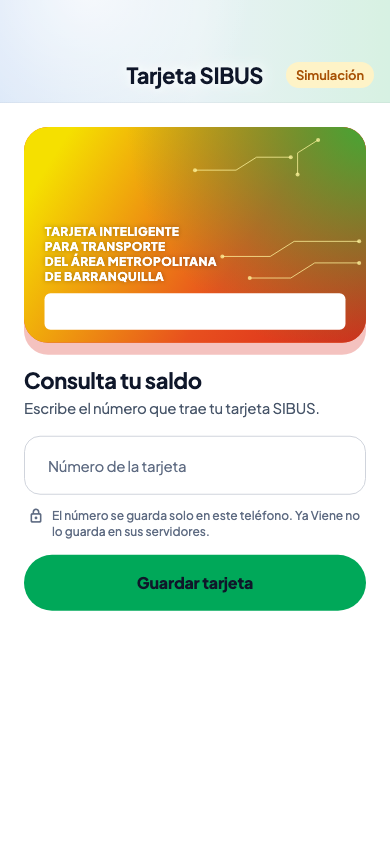 Tarjeta SIBUS
Simulación
TARJETA INTELIGENTE
PARA TRANSPORTE
DEL ÁREA METROPOLITANA
DE BARRANQUILLA
Consulta tu saldo
Escribe el número que trae tu tarjeta SIBUS.
Número de la tarjeta
El número se guarda solo en este teléfono. Ya Viene no
lo guarda en sus servidores.
Guardar tarjeta